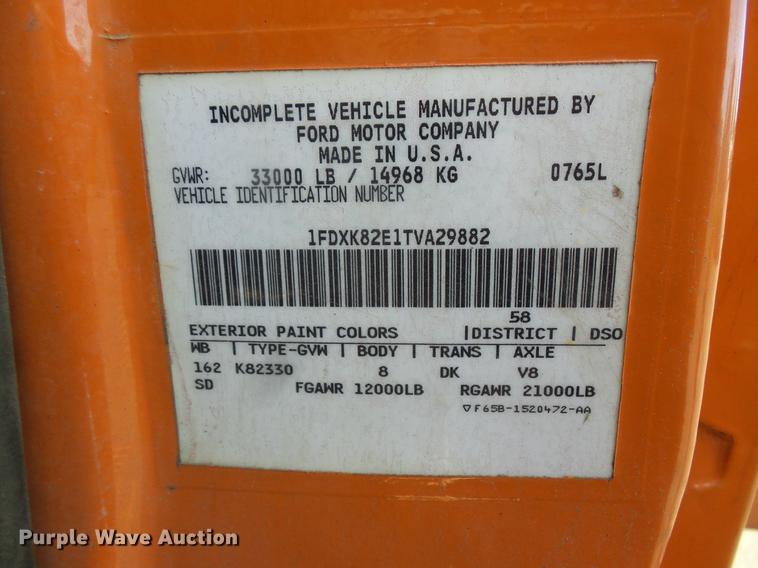 INCOMPLETE VEHICLE MANUFACTURED BY
FORD MOTOR COMPANY
MADE IN U.S.A.
GVWR: 33000 LB / 14968 KG 0765L
VEHICLE IDENTIFICATION NUMBER
1FDXK82E1TVA29882
58
EXTERIOR PAINT COLORS |DISTRICT | DSO
WB | TYPE-GVW | BODY | TRANS | AXLE
162 K82330 8 DK V8
SD FGAWR 12000LB RGAWR 21000LB
▽F65B-1520472-AA
Purple Wave Auction